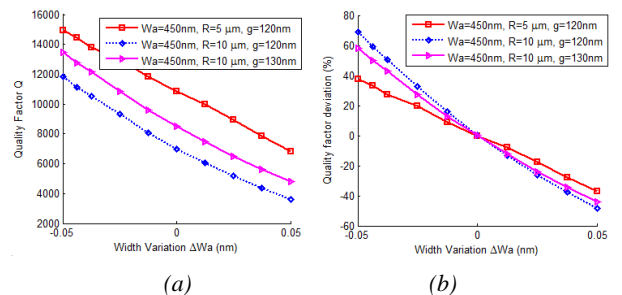 16000
14000
12000
10000
8000
6000
4000
2000
Quality Factor Q
Wa=450nm, R=5 μm, g=120nm
Wa=450nm, R=10 μm, g=120nm
Wa=450nm, R=10 μm, g=130nm
-0.05
0
0.05
Width Variation ΔWa (nm)
(a)
80
60
40
20
0
-20
-40
-60
Quality factor deviation (%)
Wa=450nm, R=5 μm, g=120nm
Wa=450nm, R=10 μm, g=120nm
Wa=450nm, R=10 μm, g=130nm
-0.05
0
0.05
Width Variation ΔWa (nm)
(b)